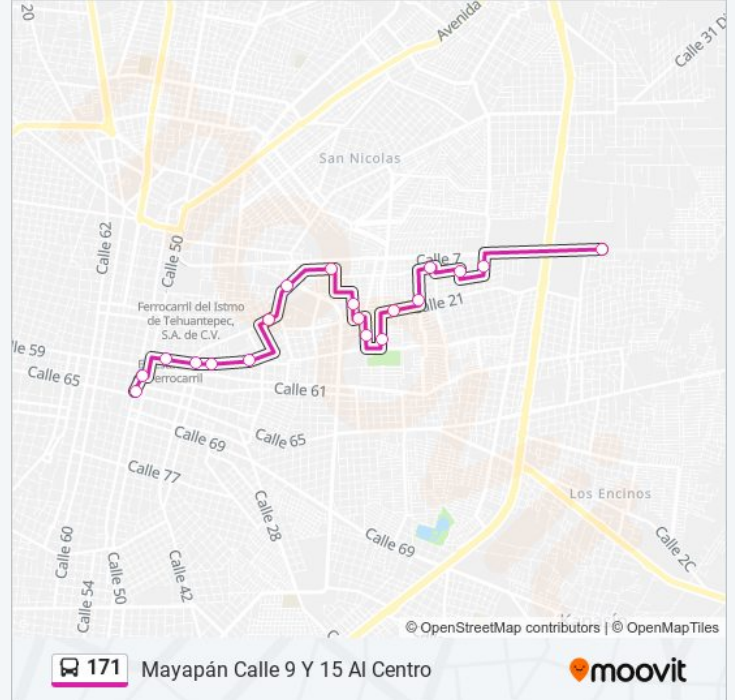 20
Avenida
Calle 31 D
San Nicolas
Calle 62
Calle 50
Calle 7
Calle 21
Ferrocarril del Istmo
de Tehuantepec,
S.A. de C.V.
lle 59
Calle 65
errocarril
Calle 61
Calle 69
Calle 65
Calle 77
Los Encinos
Calle 28
Calle 69
Calle 2C
Calle 60
Calle 54
Calle 50
Calle 42
© OpenStreetMap contributors | © OpenMapTiles
171 Mayapán Calle 9 Y 15 Al Centro
moovit